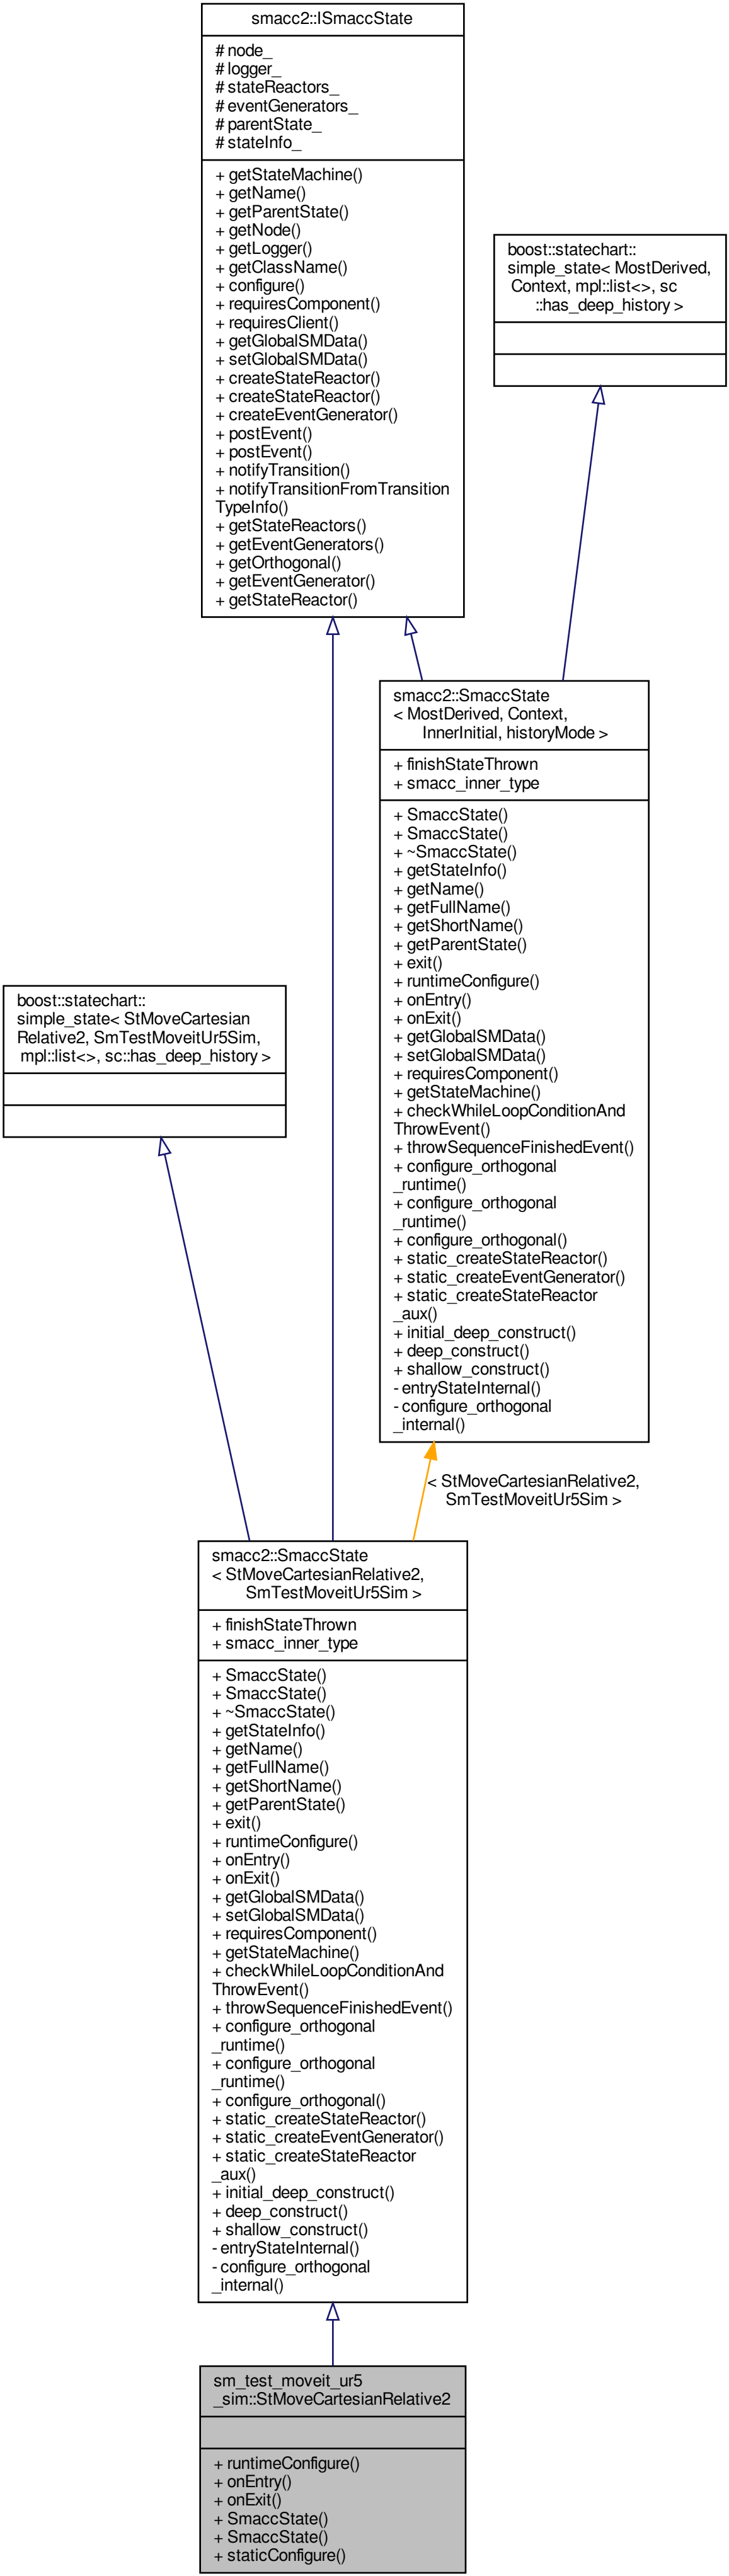 smacc2::ISmaccState
# node_
# logger_
# stateReactors_
# eventGenerators_
# parentState_
# stateInfo_
+ getStateMachine()
+ getName()
+ getParentState()
+ getNode()
+ getLogger()
+ getClassName()
+ configure()
+ requiresComponent()
+ requiresClient()
+ getGlobalSMData()
+ setGlobalSMData()
+ createStateReactor()
+ createStateReactor()
+ createEventGenerator()
+ postEvent()
+ postEvent()
+ notifyTransition()
+ notifyTransitionFromTransition
TypeInfo()
+ getStateReactors()
+ getEventGenerators()
+ getOrthogonal()
+ getEventGenerator()
+ getStateReactor()
boost::statechart::
simple_state< MostDerived,
Context, mpl::list<>, sc
::has_deep_history >
smacc2::SmaccState
< MostDerived, Context,
InnerInitial, historyMode >
+ finishStateThrown
+ smacc_inner_type
+ SmaccState()
+ SmaccState()
+ ~SmaccState()
+ getStateInfo()
+ getName()
+ getFullName()
+ getShortName()
+ getParentState()
+ exit()
+ runtimeConfigure()
+ onEntry()
+ onExit()
+ getGlobalSMData()
+ setGlobalSMData()
+ requiresComponent()
+ getStateMachine()
+ checkWhileLoopConditionAnd
ThrowEvent()
+ throwSequenceFinishedEvent()
+ configure_orthogonal
_runtime()
+ configure_orthogonal
_runtime()
+ configure_orthogonal()
+ static_createStateReactor()
+ static_createEventGenerator()
+ static_createStateReactor
_aux()
+ initial_deep_construct()
+ deep_construct()
+ shallow_construct()
- entryStateInternal()
- configure_orthogonal
_internal()
boost::statechart::
simple_state< StMoveCartesian
Relative2, SmTestMoveitUr5Sim,
mpl::list<>, sc::has_deep_history >
< StMoveCartesianRelative2,
SmTestMoveitUr5Sim >
smacc2::SmaccState
< StMoveCartesianRelative2,
SmTestMoveitUr5Sim >
+ finishStateThrown
+ smacc_inner_type
+ SmaccState()
+ SmaccState()
+ ~SmaccState()
+ getStateInfo()
+ getName()
+ getFullName()
+ getShortName()
+ getParentState()
+ exit()
+ runtimeConfigure()
+ onEntry()
+ onExit()
+ getGlobalSMData()
+ setGlobalSMData()
+ requiresComponent()
+ getStateMachine()
+ checkWhileLoopConditionAnd
ThrowEvent()
+ throwSequenceFinishedEvent()
+ configure_orthogonal
_runtime()
+ configure_orthogonal
_runtime()
+ configure_orthogonal()
+ static_createStateReactor()
+ static_createEventGenerator()
+ static_createStateReactor
_aux()
+ initial_deep_construct()
+ deep_construct()
+ shallow_construct()
- entryStateInternal()
- configure_orthogonal
_internal()
sm_test_moveit_ur5
_sim::StMoveCartesianRelative2
+ runtimeConfigure()
+ onEntry()
+ onExit()
+ SmaccState()
+ SmaccState()
+ staticConfigure()